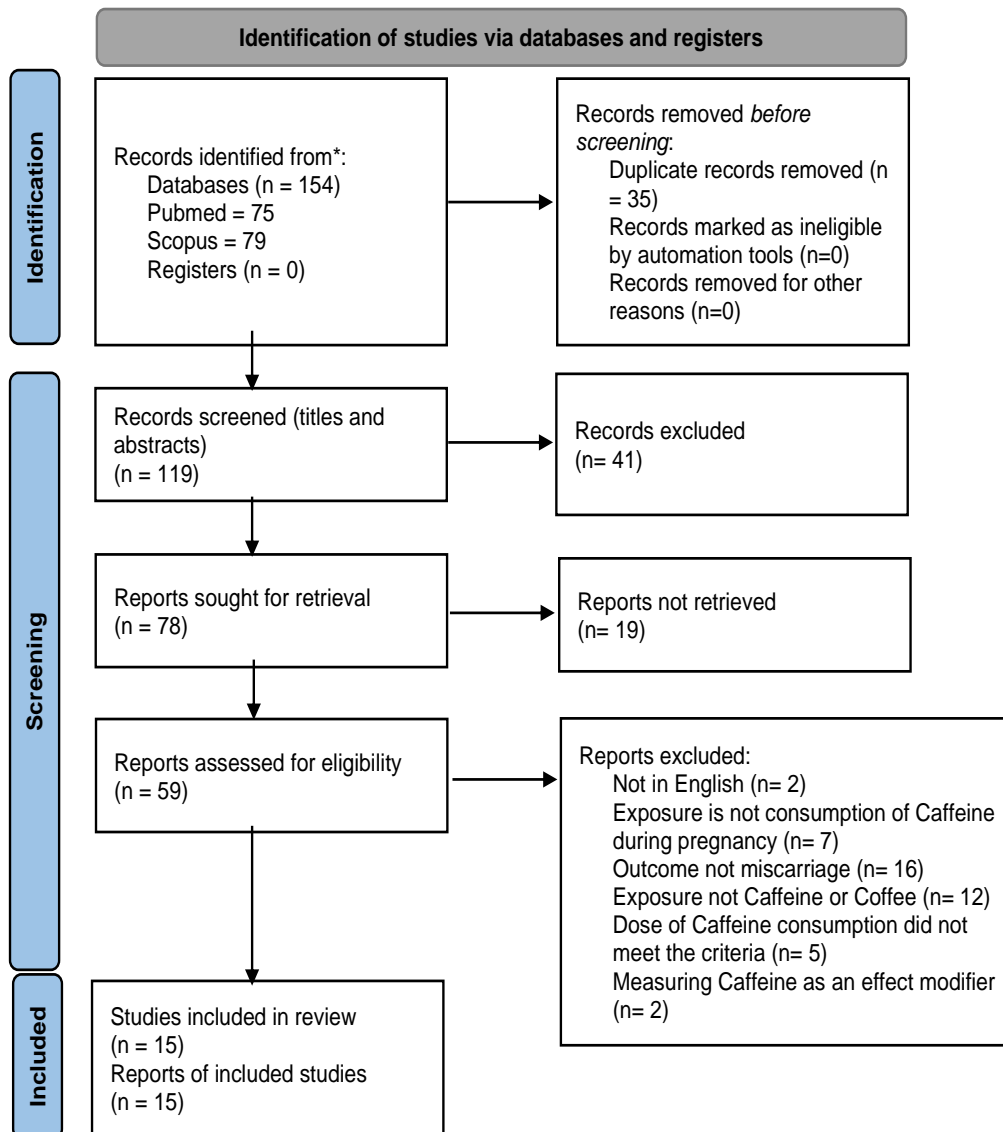 Identification of studies via databases and registers
Identification
Records identified from*:
Databases (n = 154)
Pubmed = 75
Scopus = 79
Registers (n = 0)
Records removed before
screening:
Duplicate records removed (n
= 35)
Records marked as ineligible
by automation tools (n=0)
Records removed for other
reasons (n=0)
Screening
Records screened (titles and
abstracts)
(n = 119)
Records excluded
(n= 41)
Reports sought for retrieval
(n = 78)
Reports not retrieved
(n= 19)
Reports assessed for eligibility
(n = 59)
Reports excluded:
Not in English (n= 2)
Exposure is not consumption of Caffeine
during pregnancy (n= 7)
Outcome not miscarriage (n= 16)
Exposure not Caffeine or Coffee (n= 12)
Dose of Caffeine consumption did not
meet the criteria (n= 5)
Measuring Caffeine as an effect modifier
(n= 2)
Included
Studies included in review
(n = 15)
Reports of included studies
(n = 15)